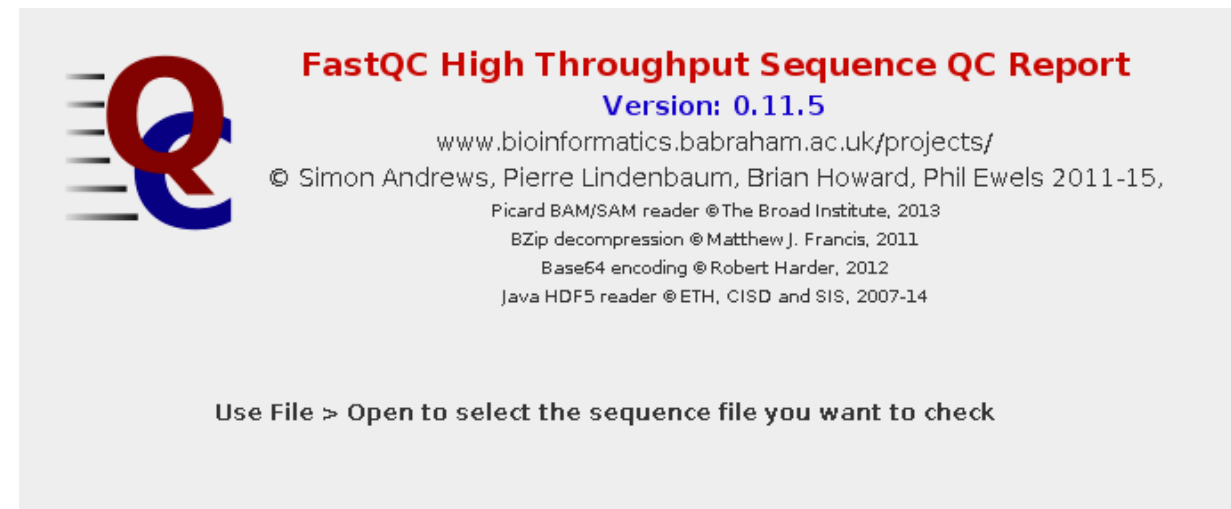 QC
FastQC High Throughput Sequence QC Report
Version: 0.11.5
www.bioinformatics.babraham.ac.uk/projects/
© Simon Andrews, Pierre Lindenbaum, Brian Howard, Phil Ewels 2011-15,
Picard BAM/SAM reader ©The Broad Institute, 2013
BZip decompression ©Matthew J. Francis, 2011
Base64 encoding ©Robert Harder, 2012
Java HDF5 reader ©ETH, CISD and SIS, 2007-14
Use File > Open to select the sequence file you want to check